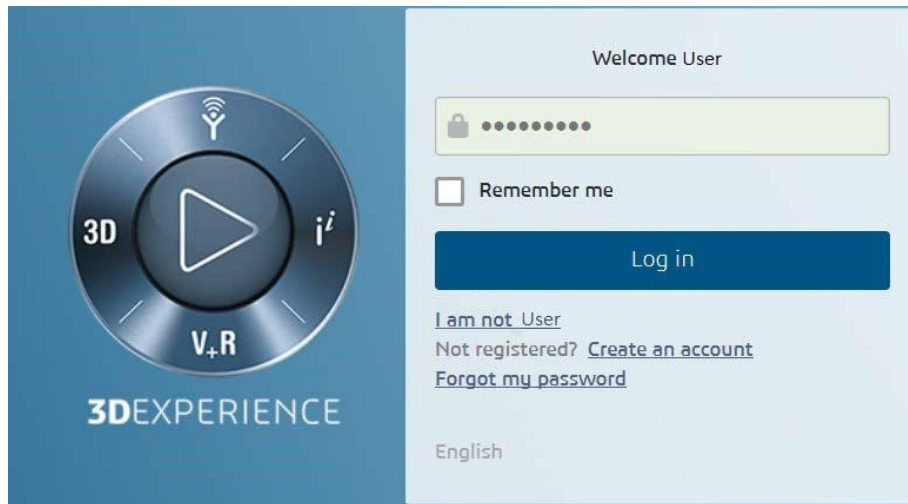 Welcome User
•••••••••
Remember me
Log in
I am not User
Not registered? Create an account
Forgot my password
English
3D
iⁱ
V+R
3DEXPERIENCE